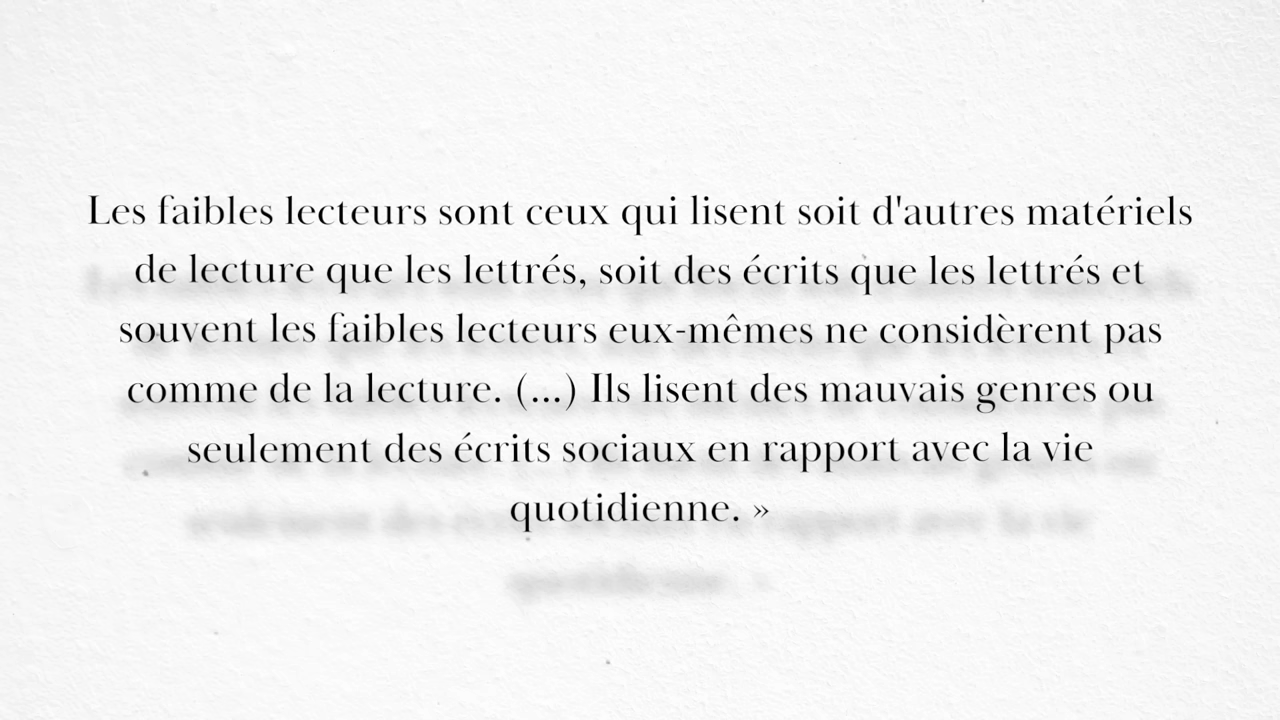 Les faibles lecteurs sont ceux qui lisent soit d'autres matériels
de lecture que les lettrés, soit des écrits que les lettrés et
souvent les faibles lecteurs eux-mêmes ne considèrent pas
comme de la lecture. (...) Ils lisent des mauvais genres ou
seulement des écrits sociaux en rapport avec la vie
quotidienne. »